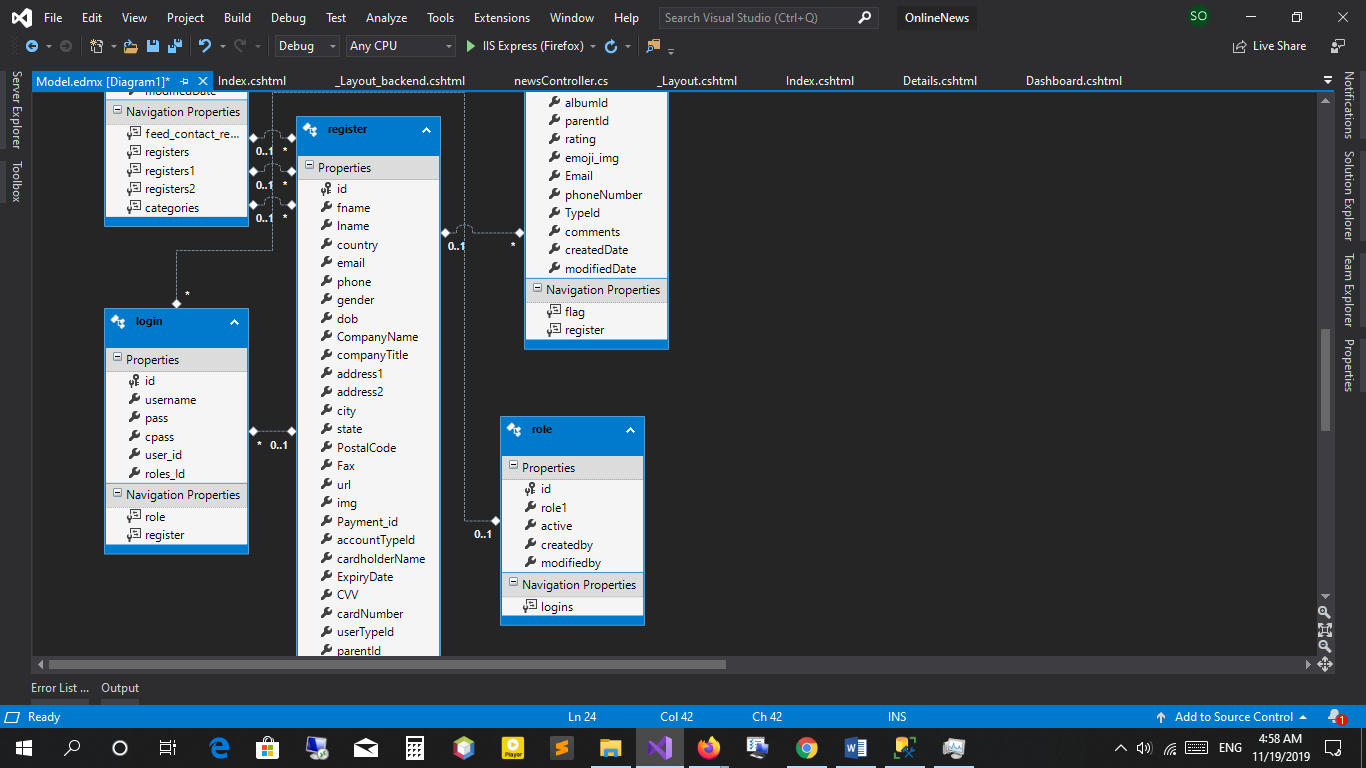 File Edit View Project Build Debug Test Analyze Tools Extensions Window Help Search Visual Studio (Ctrl+Q) OnlineNews SO
Debug Any CPU IIS Express (Firefox) Live Share
Model.edmx [Diagram1]* Index.cshtml _Layout_backend.cshtml newsController.cs _Layout.cshtml Index.cshtml Details.cshtml Dashboard.cshtml
Server Explorer
Toolbox
modifiedDate
Navigation Properties
feed_contact_re...
registers
registers1
registers2
categories
0..1 *
0..1 *
0..1 *
*
login
Properties
id
username
pass
cpass
user_id
roles_Id
Navigation Properties
role
register
* 0..1
register
Properties
id
fname
lname
country
email
phone
gender
dob
CompanyName
companyTitle
address1
address2
city
state
PostalCode
Fax
url
img
Payment_id
accountTypeId
cardholderName
ExpiryDate
CVV
cardNumber
userTypeId
parentId
0..1 *
albumId
parentId
rating
emoji_img
Email
phoneNumber
TypeId
comments
createdDate
modifiedDate
Navigation Properties
flag
register
0..1
role
Properties
id
role1
active
createdby
modifiedby
Navigation Properties
logins
Notifications
Solution Explorer
Team Explorer
Properties
Error List ... Output
Ready Ln 24 Col 42 Ch 42 INS Add to Source Control 1
Player
ENG 4:58 AM
11/19/2019